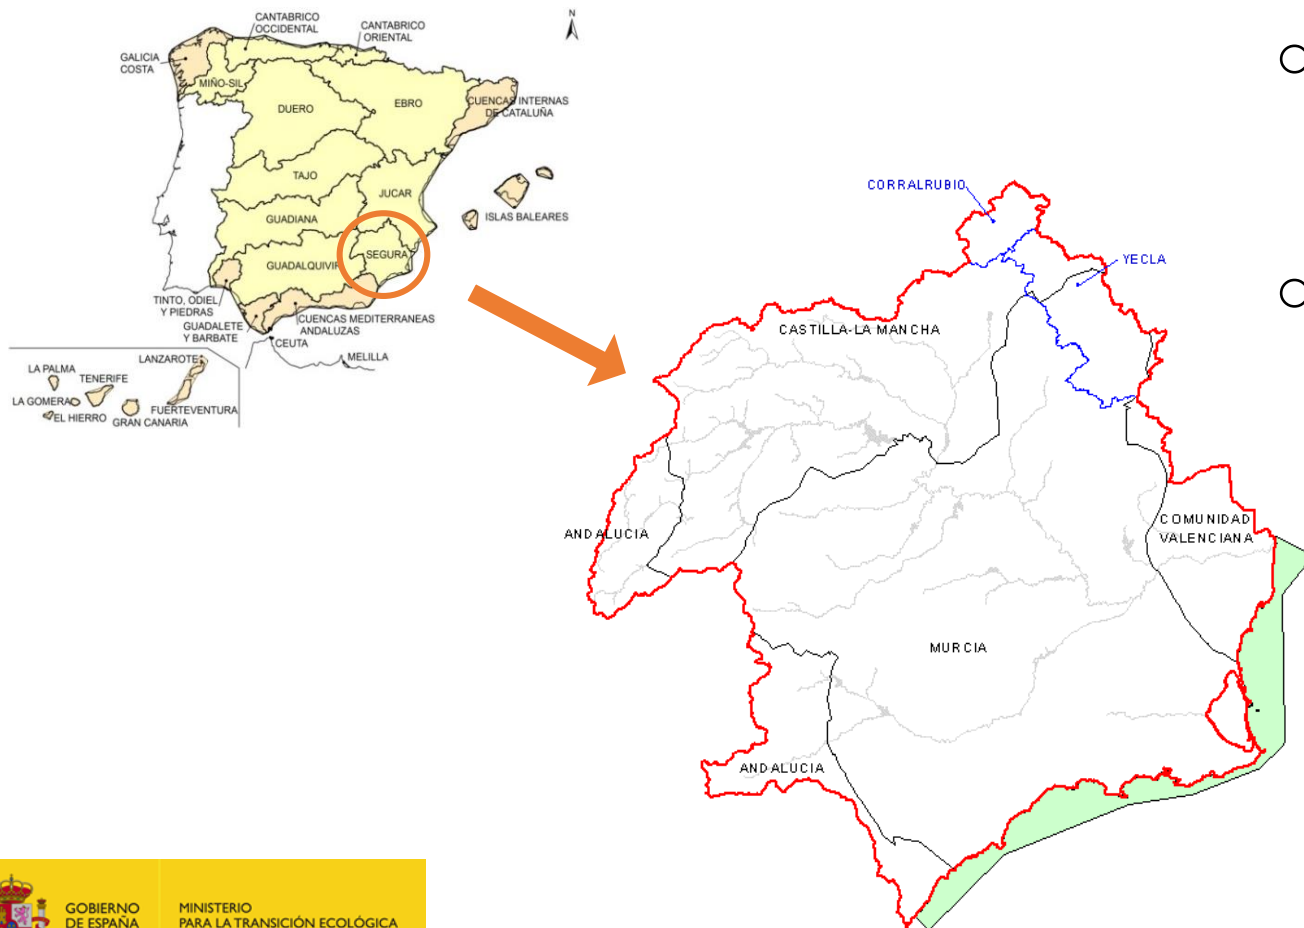 CANTABRICO
OCCIDENTAL
CANTABRICO
ORIENTAL
N
GALICIA
COSTA
MIÑO-SIL
DUERO
EBRO
CUENCAS INTERNAS
DE CATALUÑA
TAJO
JUCAR
GUADIANA
ISLAS BALEARES
SEGURA
GUADALQUIVIR
TINTO, ODIEL
Y PIEDRAS
GUADALETE
Y BARBATE
CUENCAS MEDITERRANEAS
ANDALUZAS
CEUTA
MELILLA
LANZAROTE
LA PALMA
TENERIFE
LA GOMERA
EL HIERRO
GRAN CANARIA
FUERTEVENTURA
CORRALRUBIO
YECLA
CASTILLA-LA MANCHA
ANDALUCIA
COMUNIDAD
VALENCIANA
MURCIA
ANDALUCIA
GOBIERNO
DE ESPAÑA
MINISTERIO
PARA LA TRANSICIÓN ECOLÓGICA